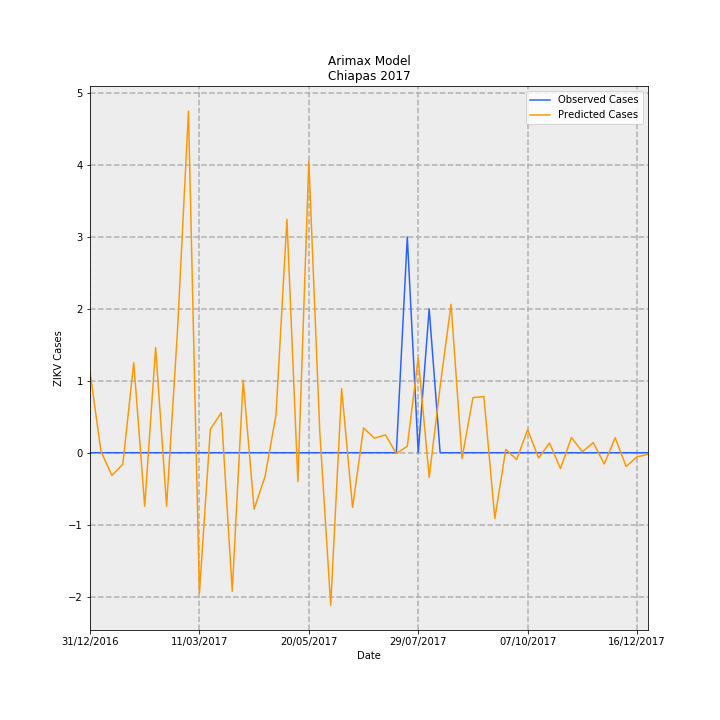 Arimax Model
Chiapas 2017
Observed Cases
Predicted Cases
ZIKV Cases
5
4
3
2
1
0
−1
−2
31/12/2016
11/03/2017
20/05/2017
29/07/2017
07/10/2017
16/12/2017
Date